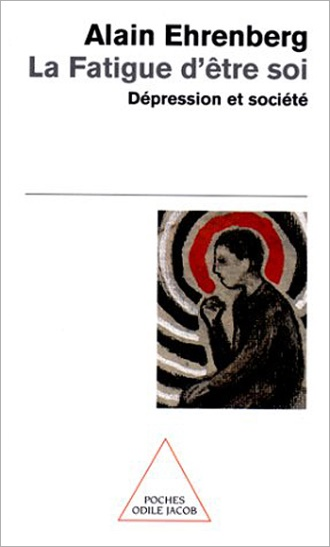 Alain Ehrenberg
La Fatigue d'être soi
Dépression et société
POCHES
ODILE JACOB